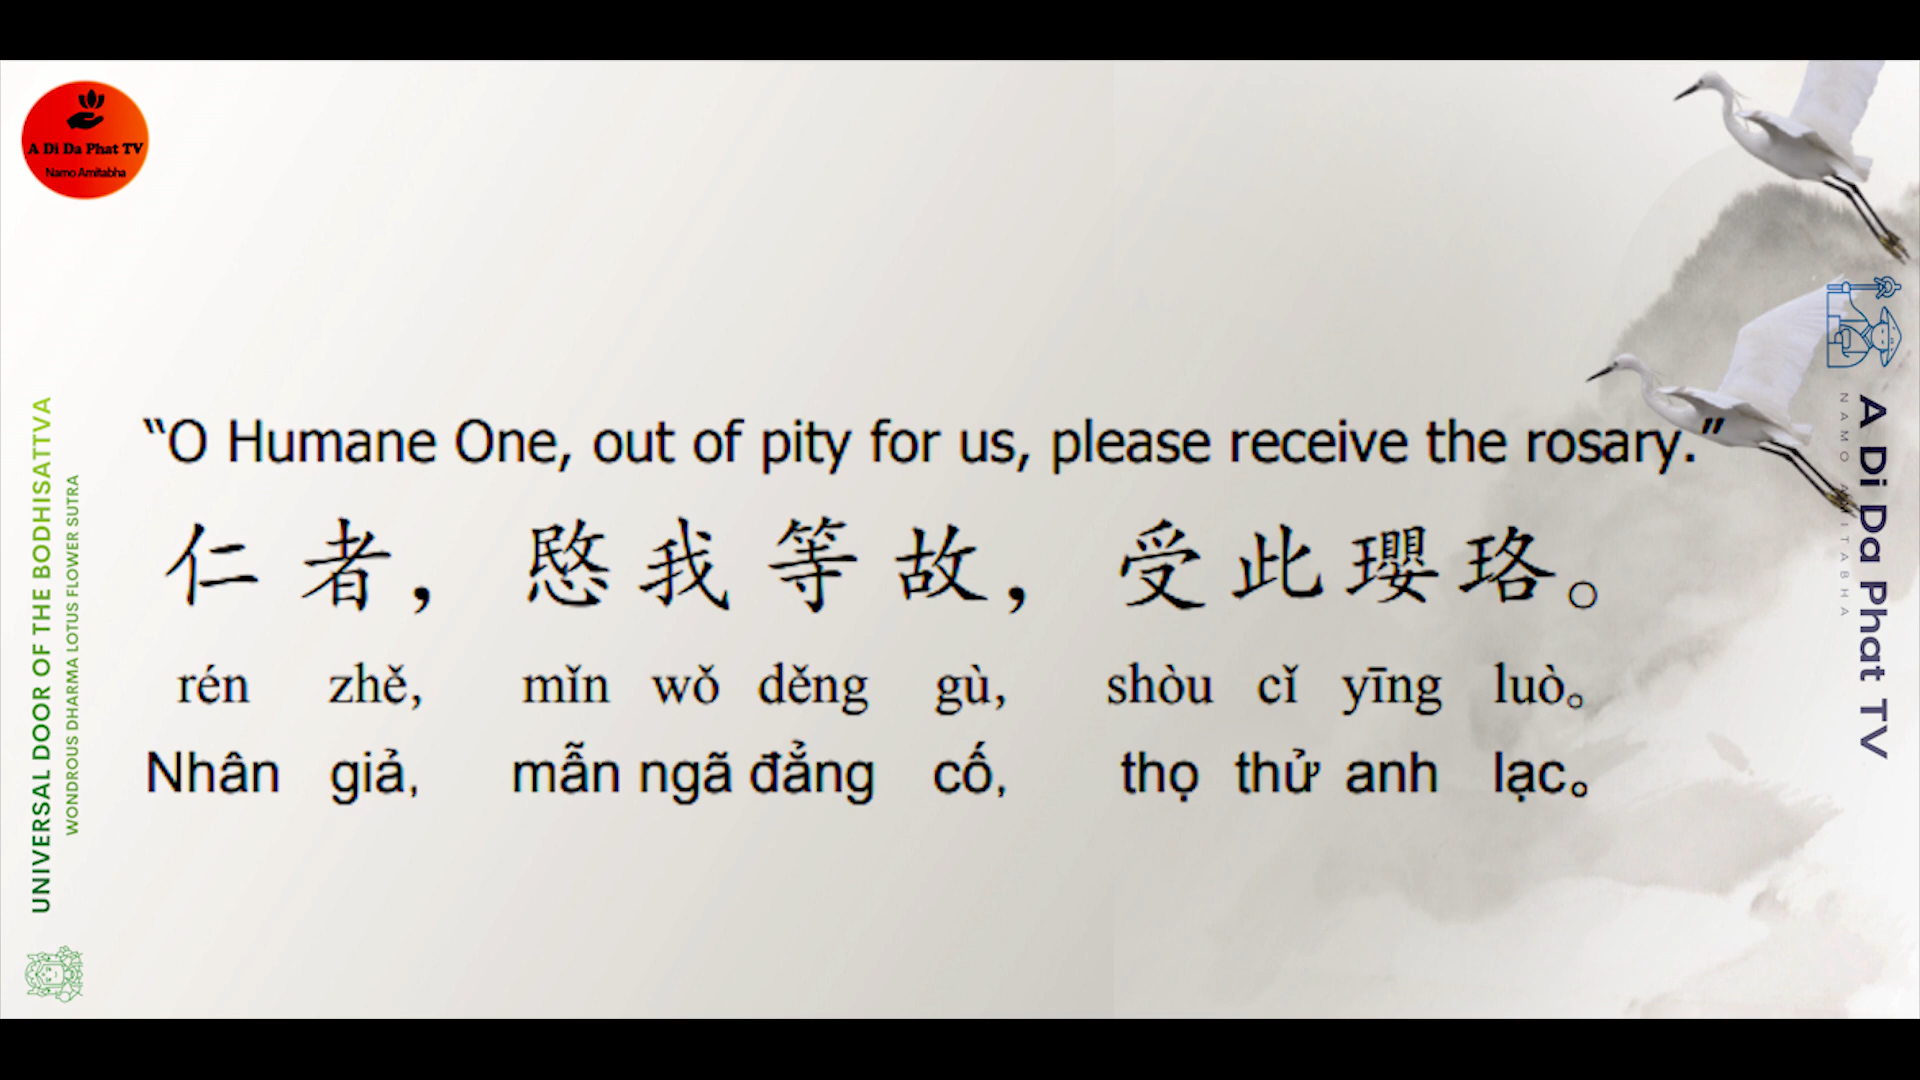 A Di Da Phat TV
Namo Amitabha
“O Humane One, out of pity for us, please receive the rosary.”
仁者，愍我等故，受此瓔珞。
rén zhě, mǐn wǒ děng gù, shòu cǐ yīng luò。
Nhân giả, mẫn ngã đẳng cố, thọ thử anh lạc。
UNIVERSAL DOOR OF THE BODHISATTVA
WONDROUS DHARMA LOTUS FLOWER SUTRA
A Di Da Phat TV
NAMO AMITABHA